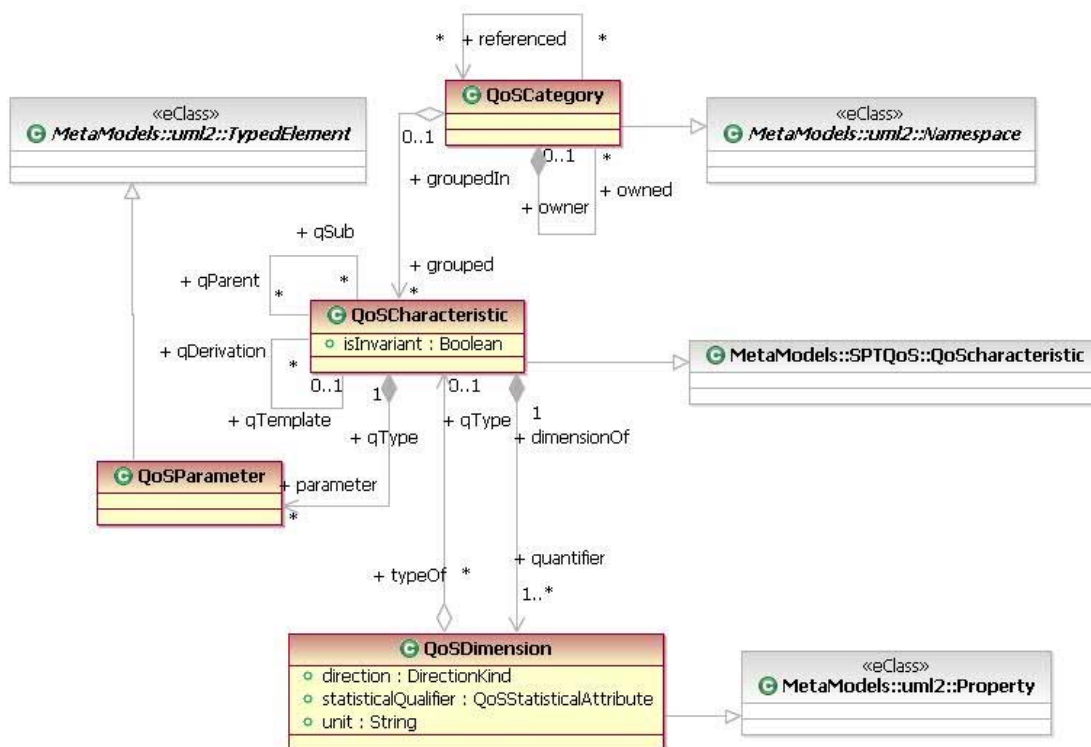 * + referenced *
QoSCategory
0..1
0..1
*
+ groupedIn
+ owner
+ owned
«eClass»
MetaModels::uml2::TypedElement
«eClass»
MetaModels::uml2::Namespace
+ qSub
+ qParent
*
*
+ grouped
*
QoSCharacteristic
isInvariant : Boolean
+ qDerivation
*
0..1
+ qTemplate
1
+ qType
0..1
+ qType
1
+ dimensionOf
MetaModels::SPTQoS::QoScharacteristic
QoSParameter
+ parameter
*
+ typeOf *
+ quantifier
1..*
QoSDimension
direction : DirectionKind
statisticalQualifier : QoSStatisticalAttribute
unit : String
«eClass»
MetaModels::uml2::Property